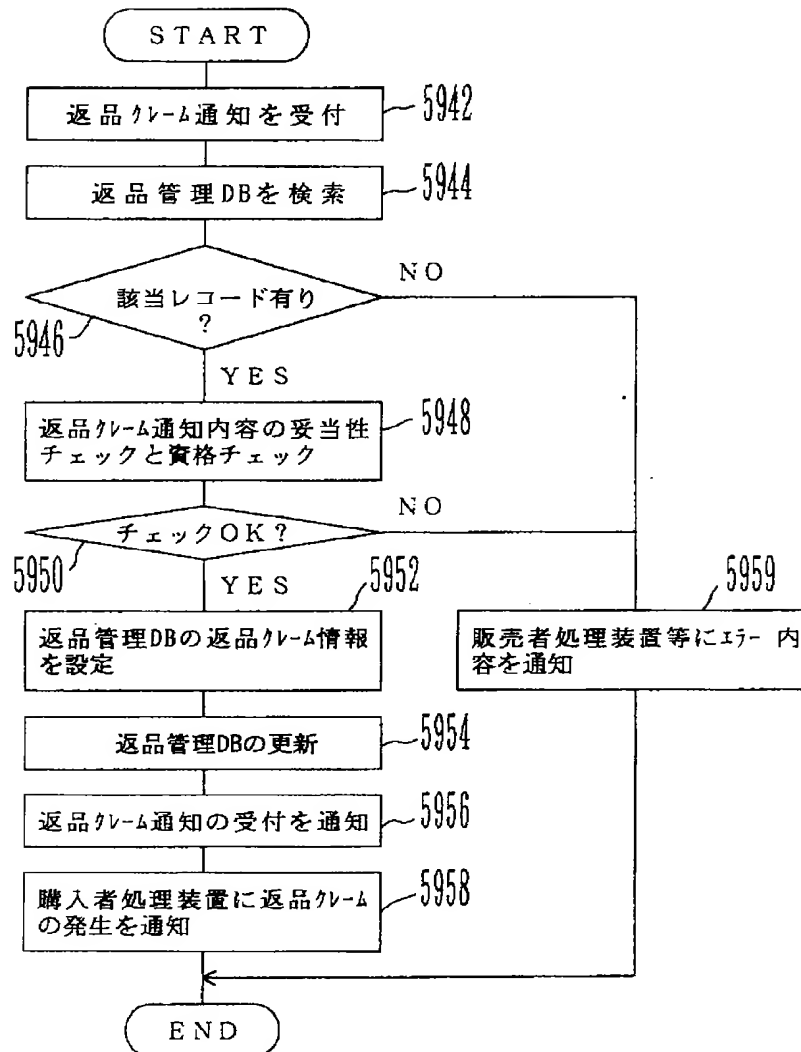 START
返品クレーム通知を受付
5942
返品管理DBを検索
5944
NO
該当レコード有り
?
5946
YES
返品クレーム通知内容の妥当性
チェックと資格チェック
5948
NO
チェックOK?
5950
YES
5952
5959
返品管理DBの返品クレーム情報
を設定
販売者処理装置等にエラー内
容を通知
返品管理DBの更新
5954
返品クレーム通知の受付を通知
5956
購入者処理装置に返品クレーム
の発生を通知
5958
END